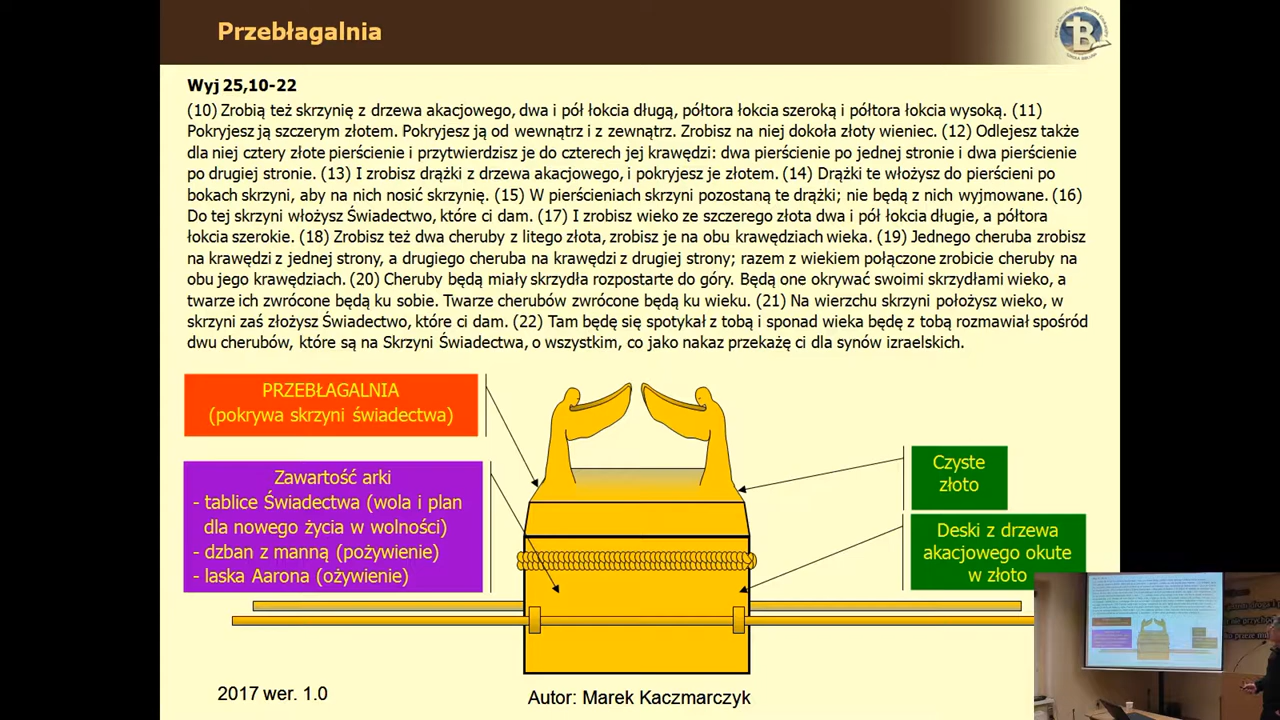 Przebłagalnia
Wyj 25,10-22
(10) Zrobią też skrzynię z drzewa akacjowego, dwa i pół łokcia długą, półtora łokcia szeroką i półtora łokcia wysoką. (11)
Pokryjesz ją szczerym złotem. Pokryjesz ją od wewnątrz i z zewnątrz. Zrobisz na niej dokoła złoty wieniec. (12) Odlejesz także
dla niej cztery złote pierścienie i przytwierdzisz je do czterech jej krawędzi: dwa pierścienie po jednej stronie i dwa pierścienie
po drugiej stronie. (13) I zrobisz drążki z drzewa akacjowego, i pokryjesz je złotem. (14) Drążki te włożysz do pierścieni po
bokach skrzyni, aby na nich nosić skrzynię. (15) W pierścieniach skrzyni pozostaną te drążki; nie będą z nich wyjmowane. (16)
Do tej skrzyni włożysz Świadectwo, które ci dam. (17) I zrobisz wieko ze szczerego złota dwa i pół łokcia długie, a półtora
łokcia szerokie. (18) Zrobisz też dwa cheruby z litego złota, zrobisz je na obu krawędziach wieka. (19) Jednego cheruba zrobisz
na krawędzi z jednej strony, a drugiego cheruba na krawędzi z drugiej strony; razem z wiekiem połączone zrobicie cheruby na
obu jego krawędziach. (20) Cheruby będą miały skrzydła rozpostarte do góry. Będą one okrywać swoimi skrzydłami wieko, a
twarze ich zwrócone będą ku sobie. Twarze cherubów zwrócone będą ku wieku. (21) Na wierzchu skrzyni położysz wieko, w
skrzyni zaś złożysz Świadectwo, które ci dam. (22) Tam będę się spotykał z tobą i sponad wieka będę z tobą rozmawiał spośród
dwu cherubów, które są na Skrzyni Świadectwa, o wszystkim, co jako nakaz przekażę ci dla synów izraelskich.
PRZEBŁAGALNIA
(pokrywa skrzyni świadectwa)
Zawartość arki
- tablice Świadectwa (wola i plan
dla nowego życia w wolności)
- dzban z manną (pożywienie)
- laska Aarona (ożywienie)
Czyste
złoto
Deski z drzewa
akacjowego okute
w złoto
2017 wer. 1.0
Autor: Marek Kaczmarczyk